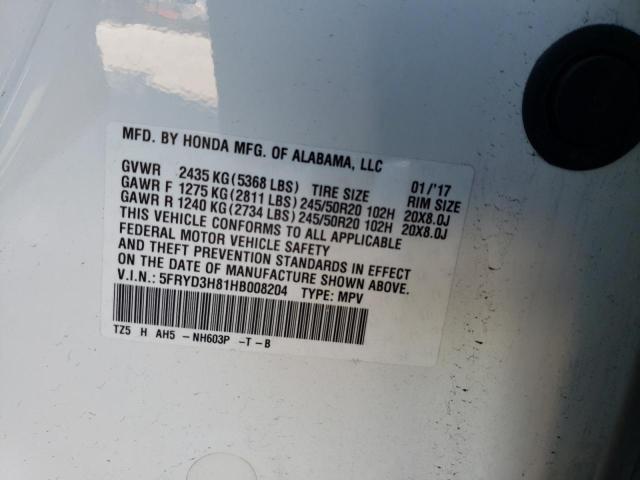 MFD. BY HONDA MFG. OF ALABAMA, LLC
GVWR 2435 KG (5368 LBS) TIRE SIZE 01/'17 RIM SIZE
GAWR F 1275 KG (2811 LBS) 245/50R20 102H 20X8.0J
GAWR R 1240 KG (2734 LBS) 245/50R20 102H 20X8.0J
THIS VEHICLE CONFORMS TO ALL APPLICABLE
FEDERAL MOTOR VEHICLE SAFETY
AND THEFT PREVENTION STANDARDS IN EFFECT
ON THE DATE OF MANUFACTURE SHOWN ABOVE.
V.I.N.: 5FRYD3H81HB008204 TYPE: MPV
TZ5 H AH5 - NH603P -T-B